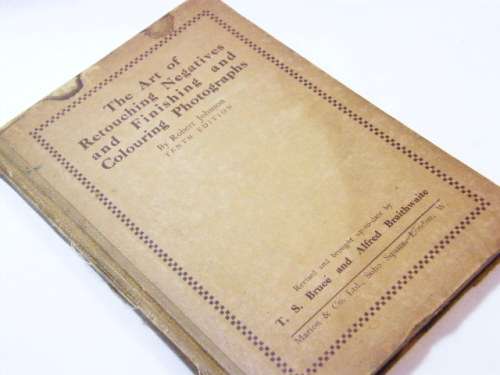 The Art of
Retouching Negatives
and Finishing and
Colouring Photographs
By Robert Johnson
TENTH EDITION
Revised and brought up-to-date by
T. S. Bruce and Alfred Braithwaite
Marion & Co., Ltd., Soho Square, London, W.